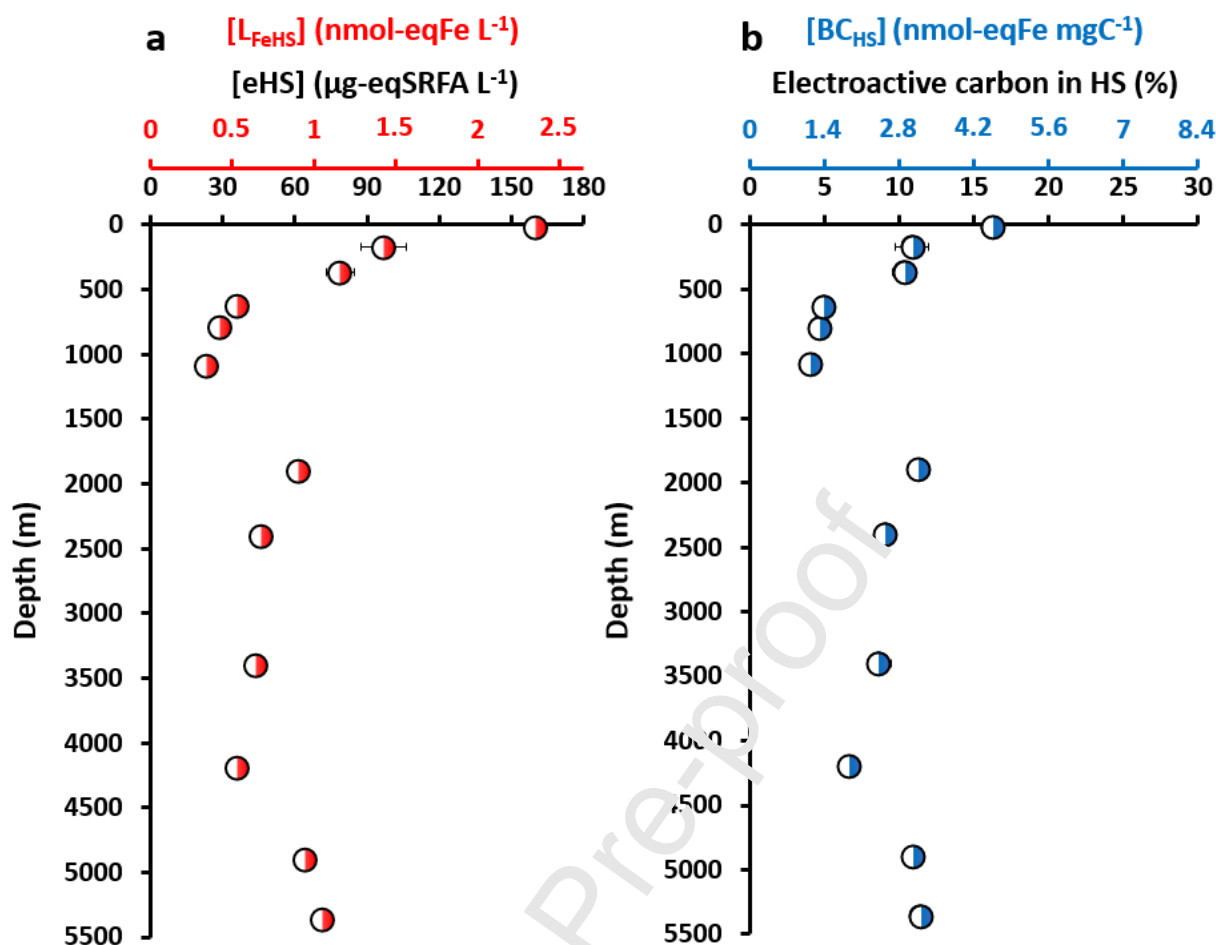 a [L_FeHS] (nmol-eqFe L⁻¹)
[eHS] (µg-eqSRFA L⁻¹)
0 0.5 1 1.5 2 2.5
0 30 60 90 120 150 180
0
500
1000
1500
2000
2500
3000
3500
4000
4500
5000
5500
Depth (m)
b [BC_HS] (nmol-eqFe mgC⁻¹)
Electroactive carbon in HS (%)
0 1.4 2.8 4.2 5.6 7 8.4
0 5 10 15 20 25 30
0
500
1000
1500
2000
2500
3000
3500
4000
4500
5000
5500
Depth (m)
Pre-proof